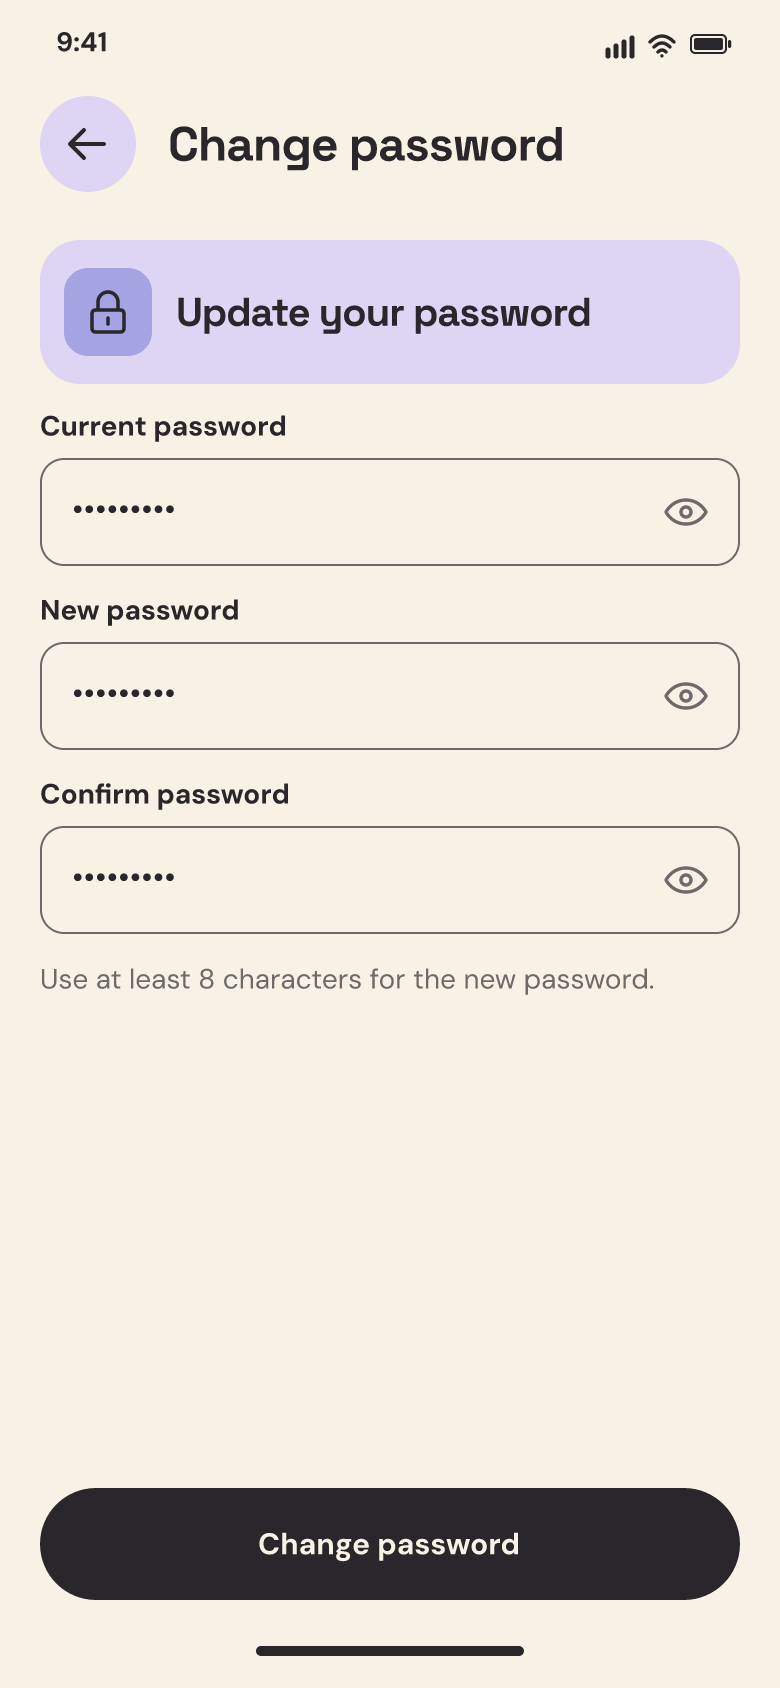 9:41
Change password
Update your password
Current password
•••••••••
New password
•••••••••
Confirm password
•••••••••
Use at least 8 characters for the new password.
Change password